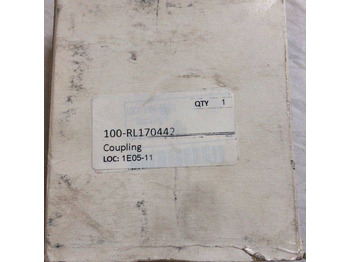 QTY 1
100-RL170442
Coupling
LOC: 1E05-11